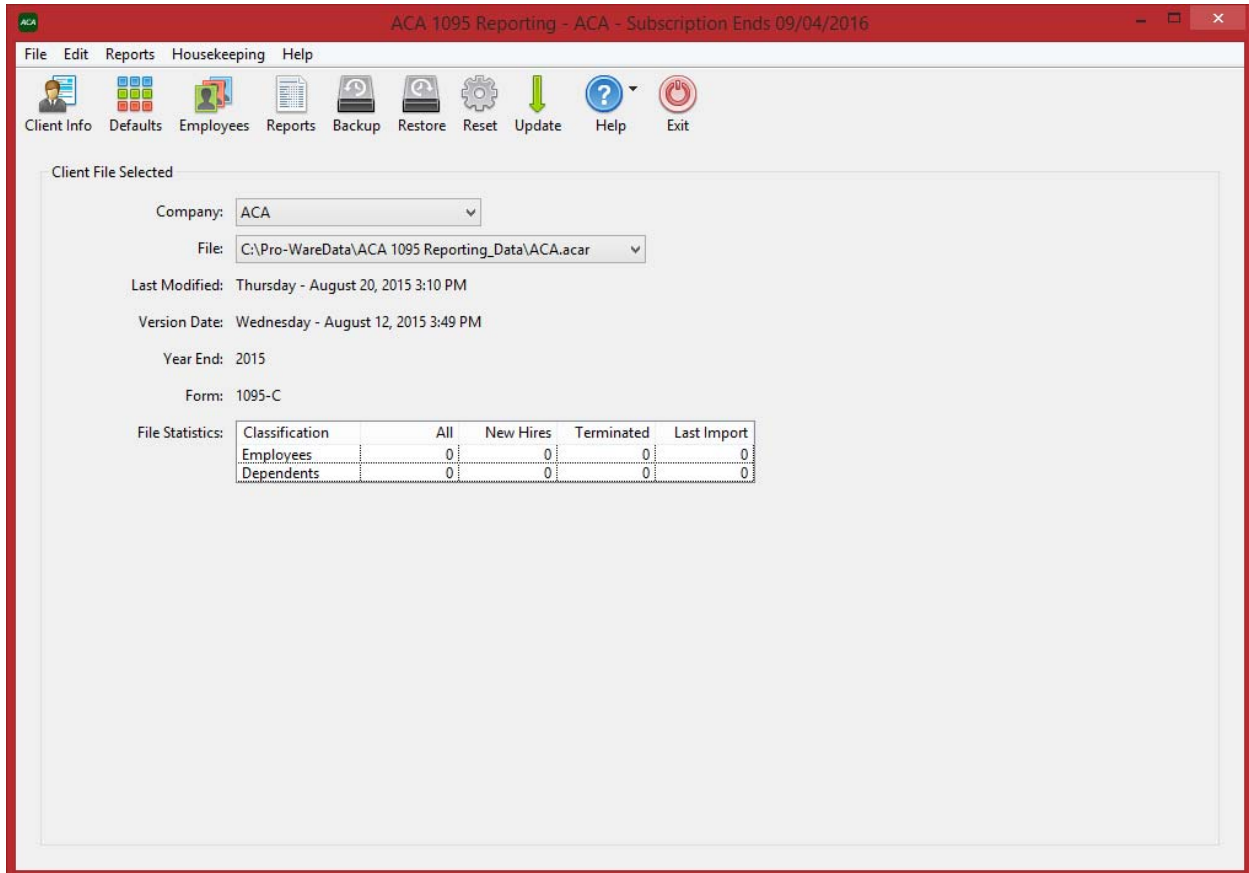 ACA ACA 1095 Reporting - ACA - Subscription Ends 09/04/2016
File Edit Reports Housekeeping Help
Client Info Defaults Employees Reports Backup Restore Reset Update Help Exit
Client File Selected
Company: ACA
File: C:\Pro-WareData\ACA 1095 Reporting_Data\ACA.acar
Last Modified: Thursday - August 20, 2015 3:10 PM
Version Date: Wednesday - August 12, 2015 3:49 PM
Year End: 2015
Form: 1095-C
File Statistics: Classification All New Hires Terminated Last Import
Employees 0 0 0 0
Dependents 0 0 0 0